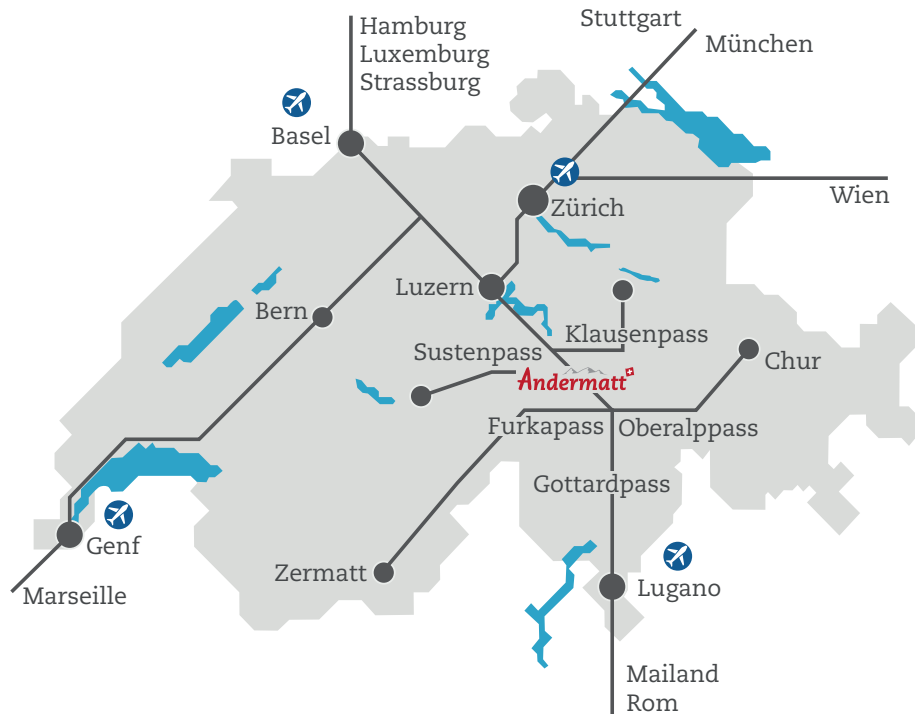 Hamburg
Luxemburg
Strassburg
Stuttgart
München
Basel
Zürich
Wien
Luzern
Bern
Klausenpass
Sustenpass
Chur
Andermatt
Furkapass
Oberalppass
Gottardpass
Genf
Zermatt
Lugano
Marseille
Mailand
Rom